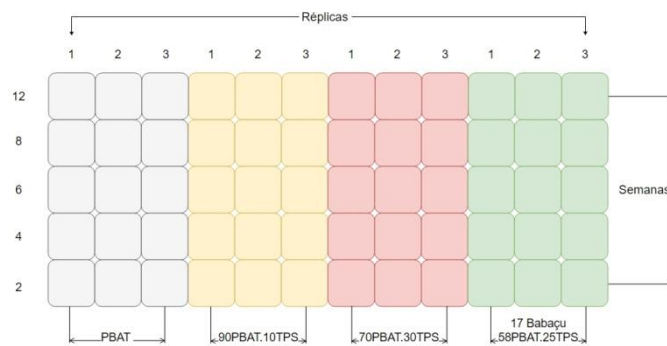 Réplicas
1 2 3 1 2 3 1 2 3 1 2 3
12
8
6
Semanas
4
2
PBAT
90PBAT.10TPS
70PBAT.30TPS
17 Babaçu
58PBAT.25TPS